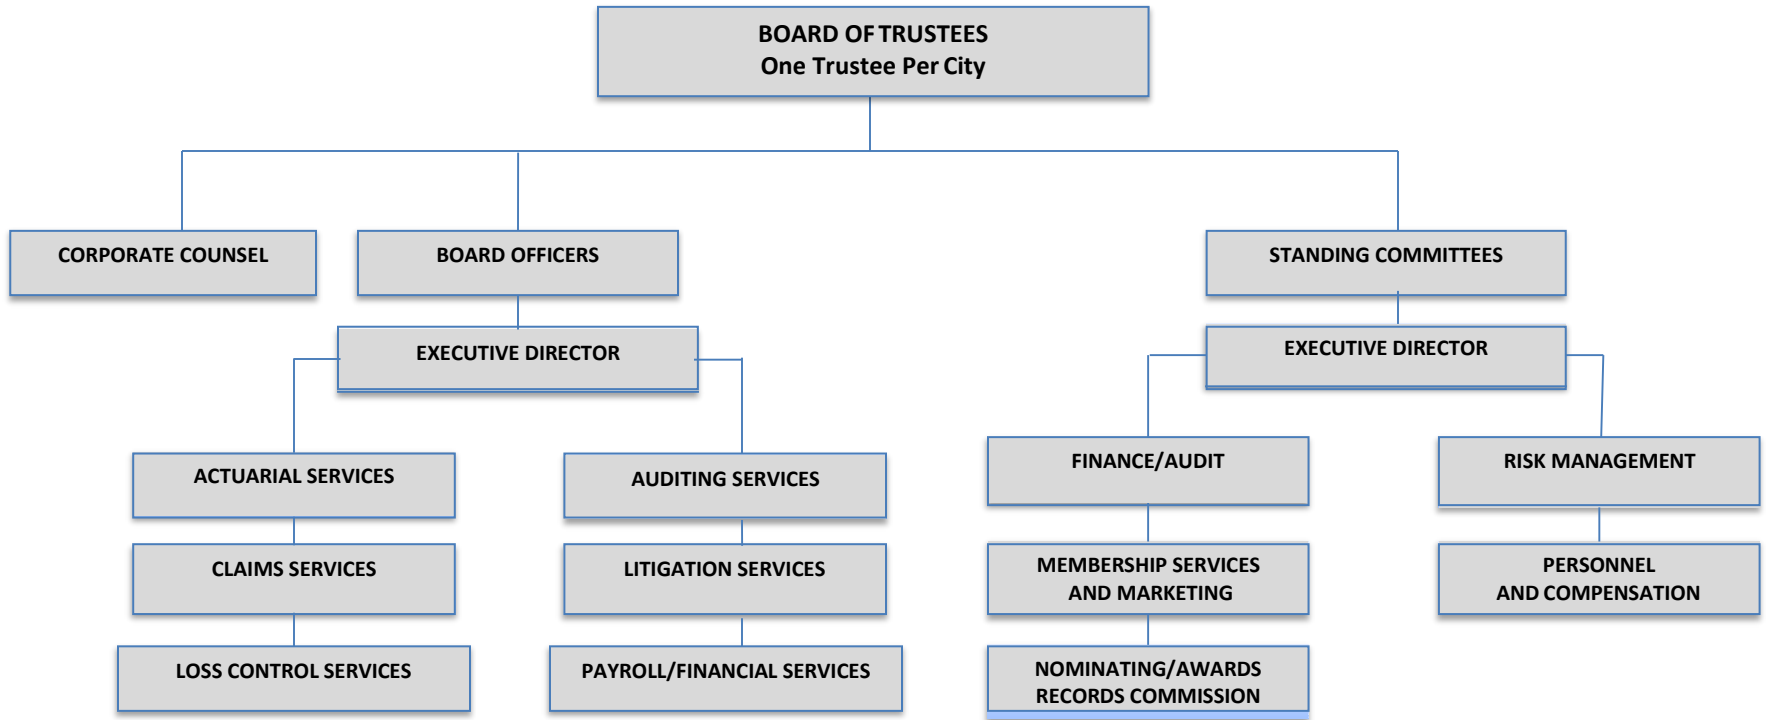 BOARD OF TRUSTEES
One Trustee Per City
CORPORATE COUNSEL
BOARD OFFICERS
STANDING COMMITTEES
EXECUTIVE DIRECTOR
EXECUTIVE DIRECTOR
ACTUARIAL SERVICES
AUDITING SERVICES
FINANCE/AUDIT
RISK MANAGEMENT
CLAIMS SERVICES
LITIGATION SERVICES
MEMBERSHIP SERVICES
AND MARKETING
PERSONNEL
AND COMPENSATION
LOSS CONTROL SERVICES
PAYROLL/FINANCIAL SERVICES
NOMINATING/AWARDS
RECORDS COMMISSION